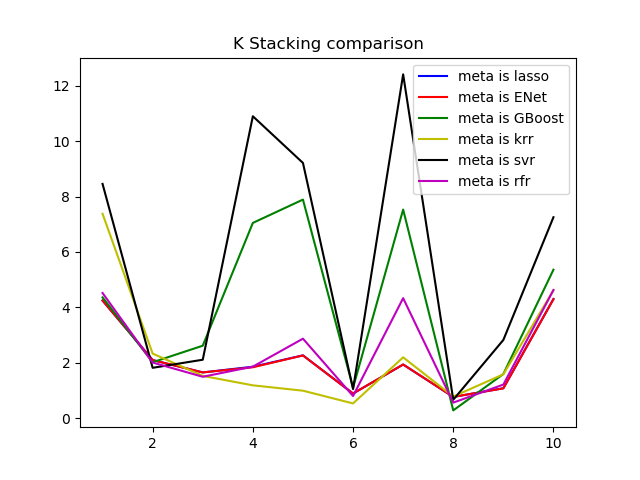 K Stacking comparison
12
10
8
6
4
2
0
2 4 6 8 10
meta is lasso
meta is ENet
meta is GBoost
meta is krr
meta is svr
meta is rfr